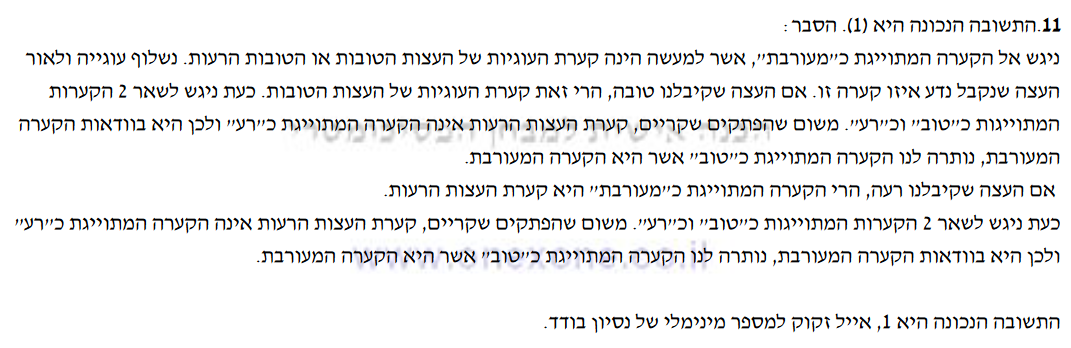 11.התשובה הנכונה היא (1). הסבר :
ניגש אל הקערה המתוייגת כ״מעורבת״, אשר למעשה הינה קערת העוגיות של העצות הטובות או הטובות הרעות. נשלוף עוגייה ולאור
העצה שנקבל נדע איזו קערה זו. אם העצה שקיבלנו טובה, הרי זאת קערת העוגיות של העצות הטובות. כעת ניגש לשאר 2 הקערות
המתוייגות כ״טוב״ וכ״רע״. משום שהפתקים שקריים, קערת העצות הרעות אינה הקערה המתוייגת כ״רע״ ולכן היא בוודאות הקערה
המעורבת, נותרה לנו הקערה המתוייגת כ״טוב״ אשר היא הקערה המעורבת.
אם העצה שקיבלנו רעה, הרי הקערה המתוייגת כ״מעורבת״ היא קערת העצות הרעות.
כעת ניגש לשאר 2 הקערות המתוייגות כ״טוב״ וכ״רע״. משום שהפתקים שקריים, קערת העצות הרעות אינה הקערה המתוייגת כ״רע״
ולכן היא בוודאות הקערה המעורבת, נותרה לנו הקערה המתוייגת כ״טוב״ אשר היא הקערה המעורבת.
התשובה הנכונה היא 1, אייל זקוק למספר מינימלי של נסיון בודד.